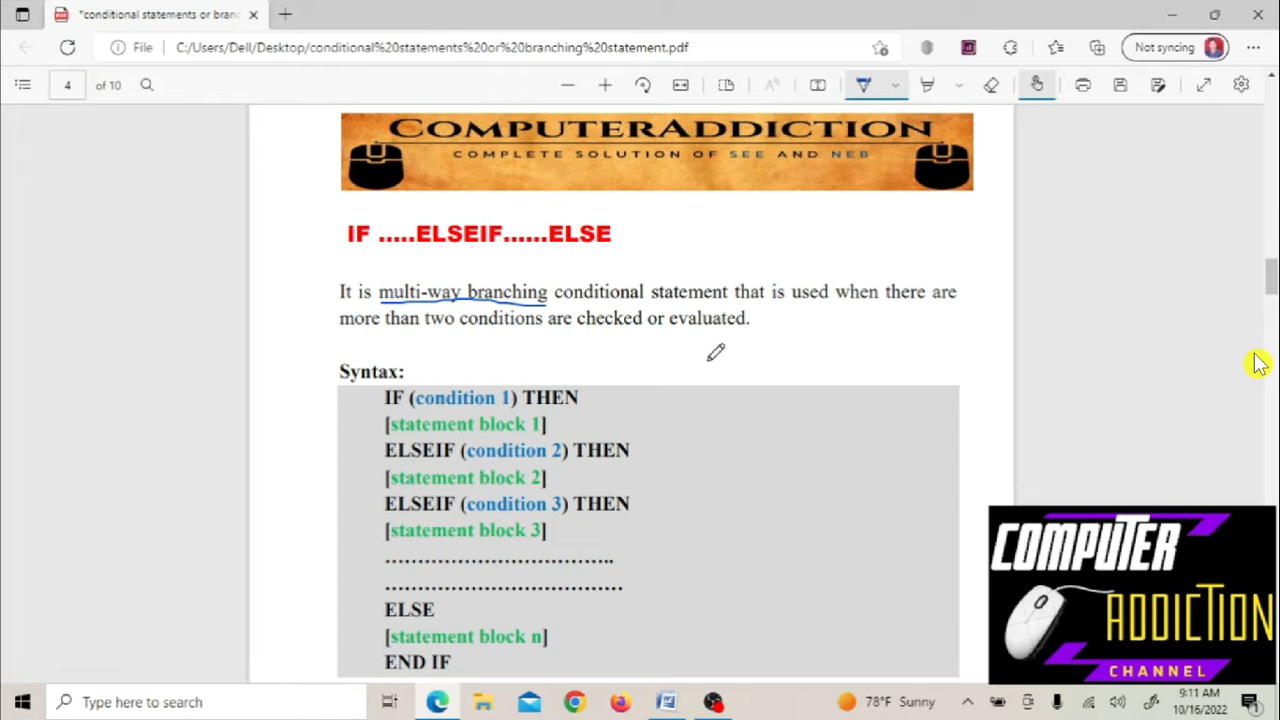 *conditional statements or bran
File C:/Users/Dell/Desktop/conditional%20statements%20or%20branching%20statement.pdf
Not syncing
4 of 10
COMPUTERADDICTION
COMPLETE SOLUTION OF SEE AND NEB
IF .....ELSEIF......ELSE
It is multi-way branching conditional statement that is used when there are
more than two conditions are checked or evaluated.
Syntax:
IF (condition 1) THEN
[statement block 1]
ELSEIF (condition 2) THEN
[statement block 2]
ELSEIF (condition 3) THEN
[statement block 3]
………………………………..
…………………………………
ELSE
[statement block n]
END IF
COMPUTER
ADDICTION
CHANNEL
Type here to search
78°F Sunny
9:11 AM
10/16/2022
1